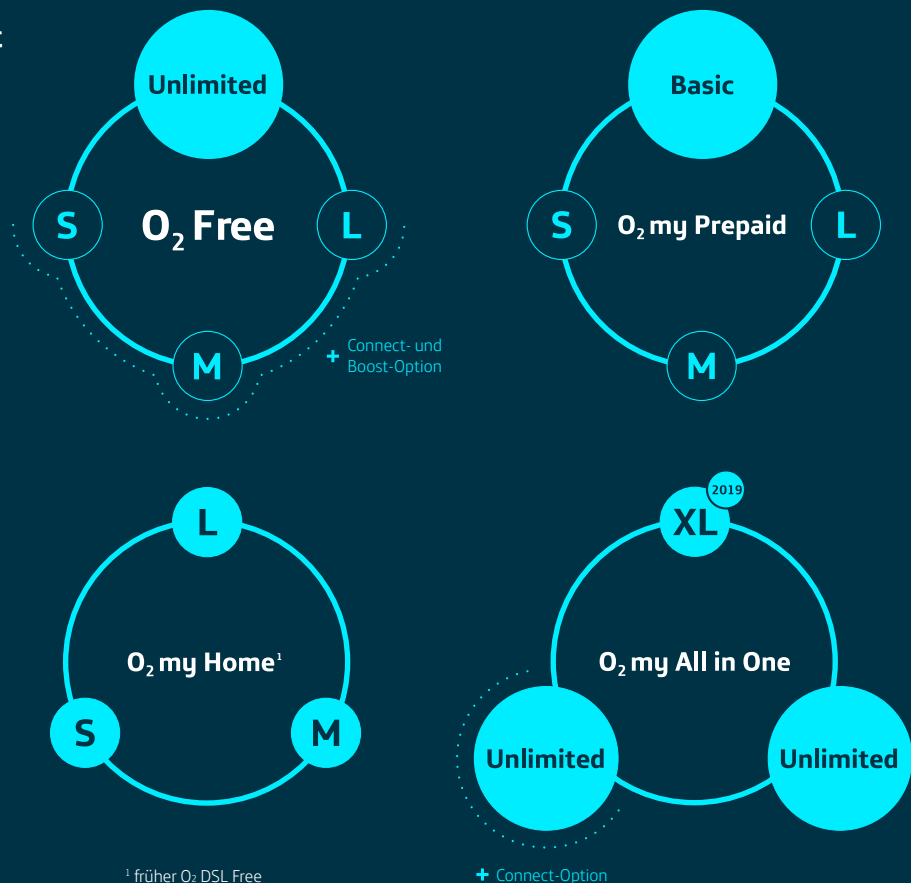 Unlimited
S
O₂ Free
L
M
+ Connect- und
Boost-Option
Basic
S
O₂ my Prepaid
L
M
L
O₂ my Home¹
S
M
2019
XL
O₂ my All in One
Unlimited
Unlimited
¹ früher O₂ DSL Free
+ Connect-Option